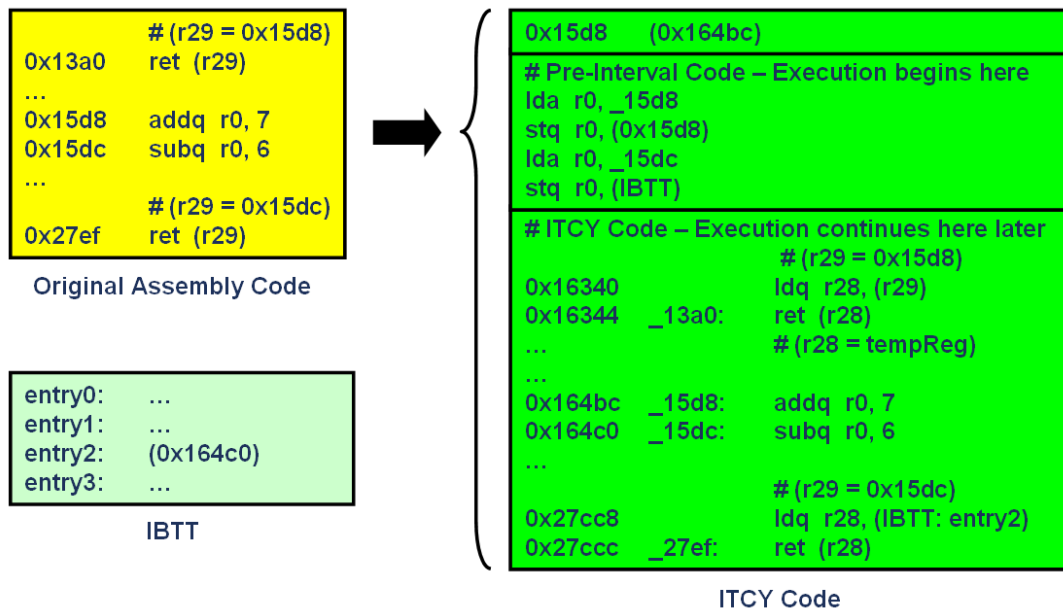 # (r29 = 0x15d8)
0x13a0 ret (r29)
...
0x15d8 addq r0, 7
0x15dc subq r0, 6
...
# (r29 = 0x15dc)
0x27ef ret (r29)
Original Assembly Code
entry0: ...
entry1: ...
entry2: (0x164c0)
entry3: ...
IBTT
0x15d8 (0x164bc)
# Pre-Interval Code – Execution begins here
lda r0, _15d8
stq r0, (0x15d8)
lda r0, _15dc
stq r0, (IBTT)
# ITCY Code – Execution continues here later
# (r29 = 0x15d8)
0x16340 ldq r28, (r29)
0x16344 _13a0: ret (r28)
... # (r28 = tempReg)
...
0x164bc _15d8: addq r0, 7
0x164c0 _15dc: subq r0, 6
...
# (r29 = 0x15dc)
0x27cc8 ldq r28, (IBTT: entry2)
0x27ccc _27ef: ret (r28)
ITCY Code